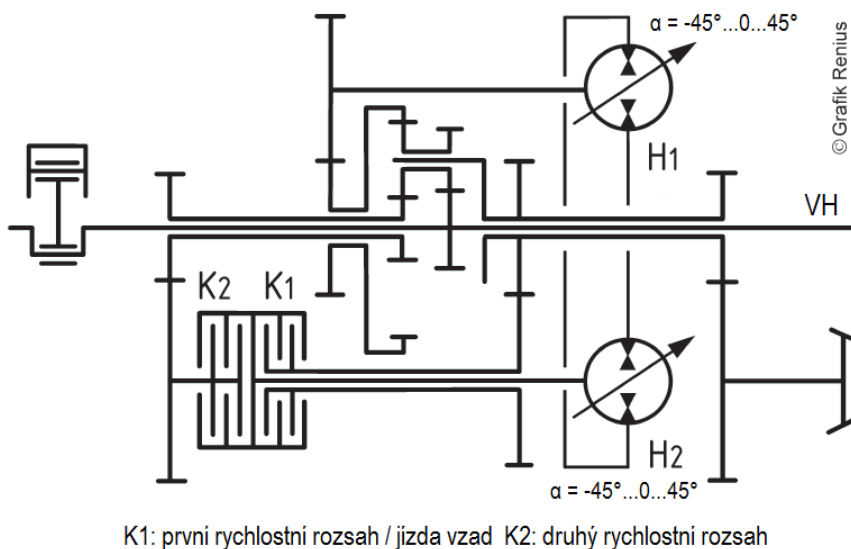 α = -45°...0...45°
© Grafik Renius
H1
VH
K2 K1
H2
α = -45°...0...45°
K1: první rychlostní rozsah / jízda vzad K2: druhý rychlostní rozsah